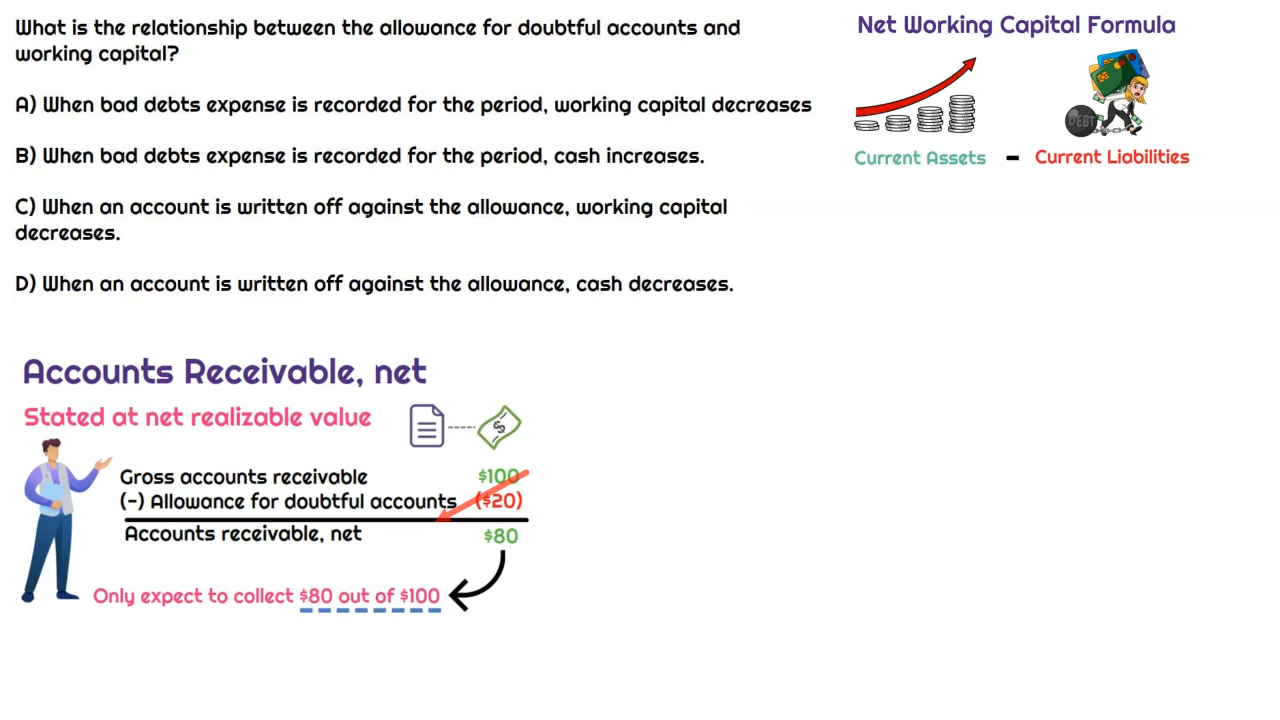 What is the relationship between the allowance for doubtful accounts and
working capital?
A) When bad debts expense is recorded for the period, working capital decreases
B) When bad debts expense is recorded for the period, cash increases.
C) When an account is written off against the allowance, working capital
decreases.
D) When an account is written off against the allowance, cash decreases.
Net Working Capital Formula
DEBT
Current Assets - Current Liabilities
Accounts Receivable, net
Stated at net realizable value
$
Gross accounts receivable $100
(-) Allowance for doubtful accounts ($20)
Accounts receivable, net $80
Only expect to collect $80 out of $100